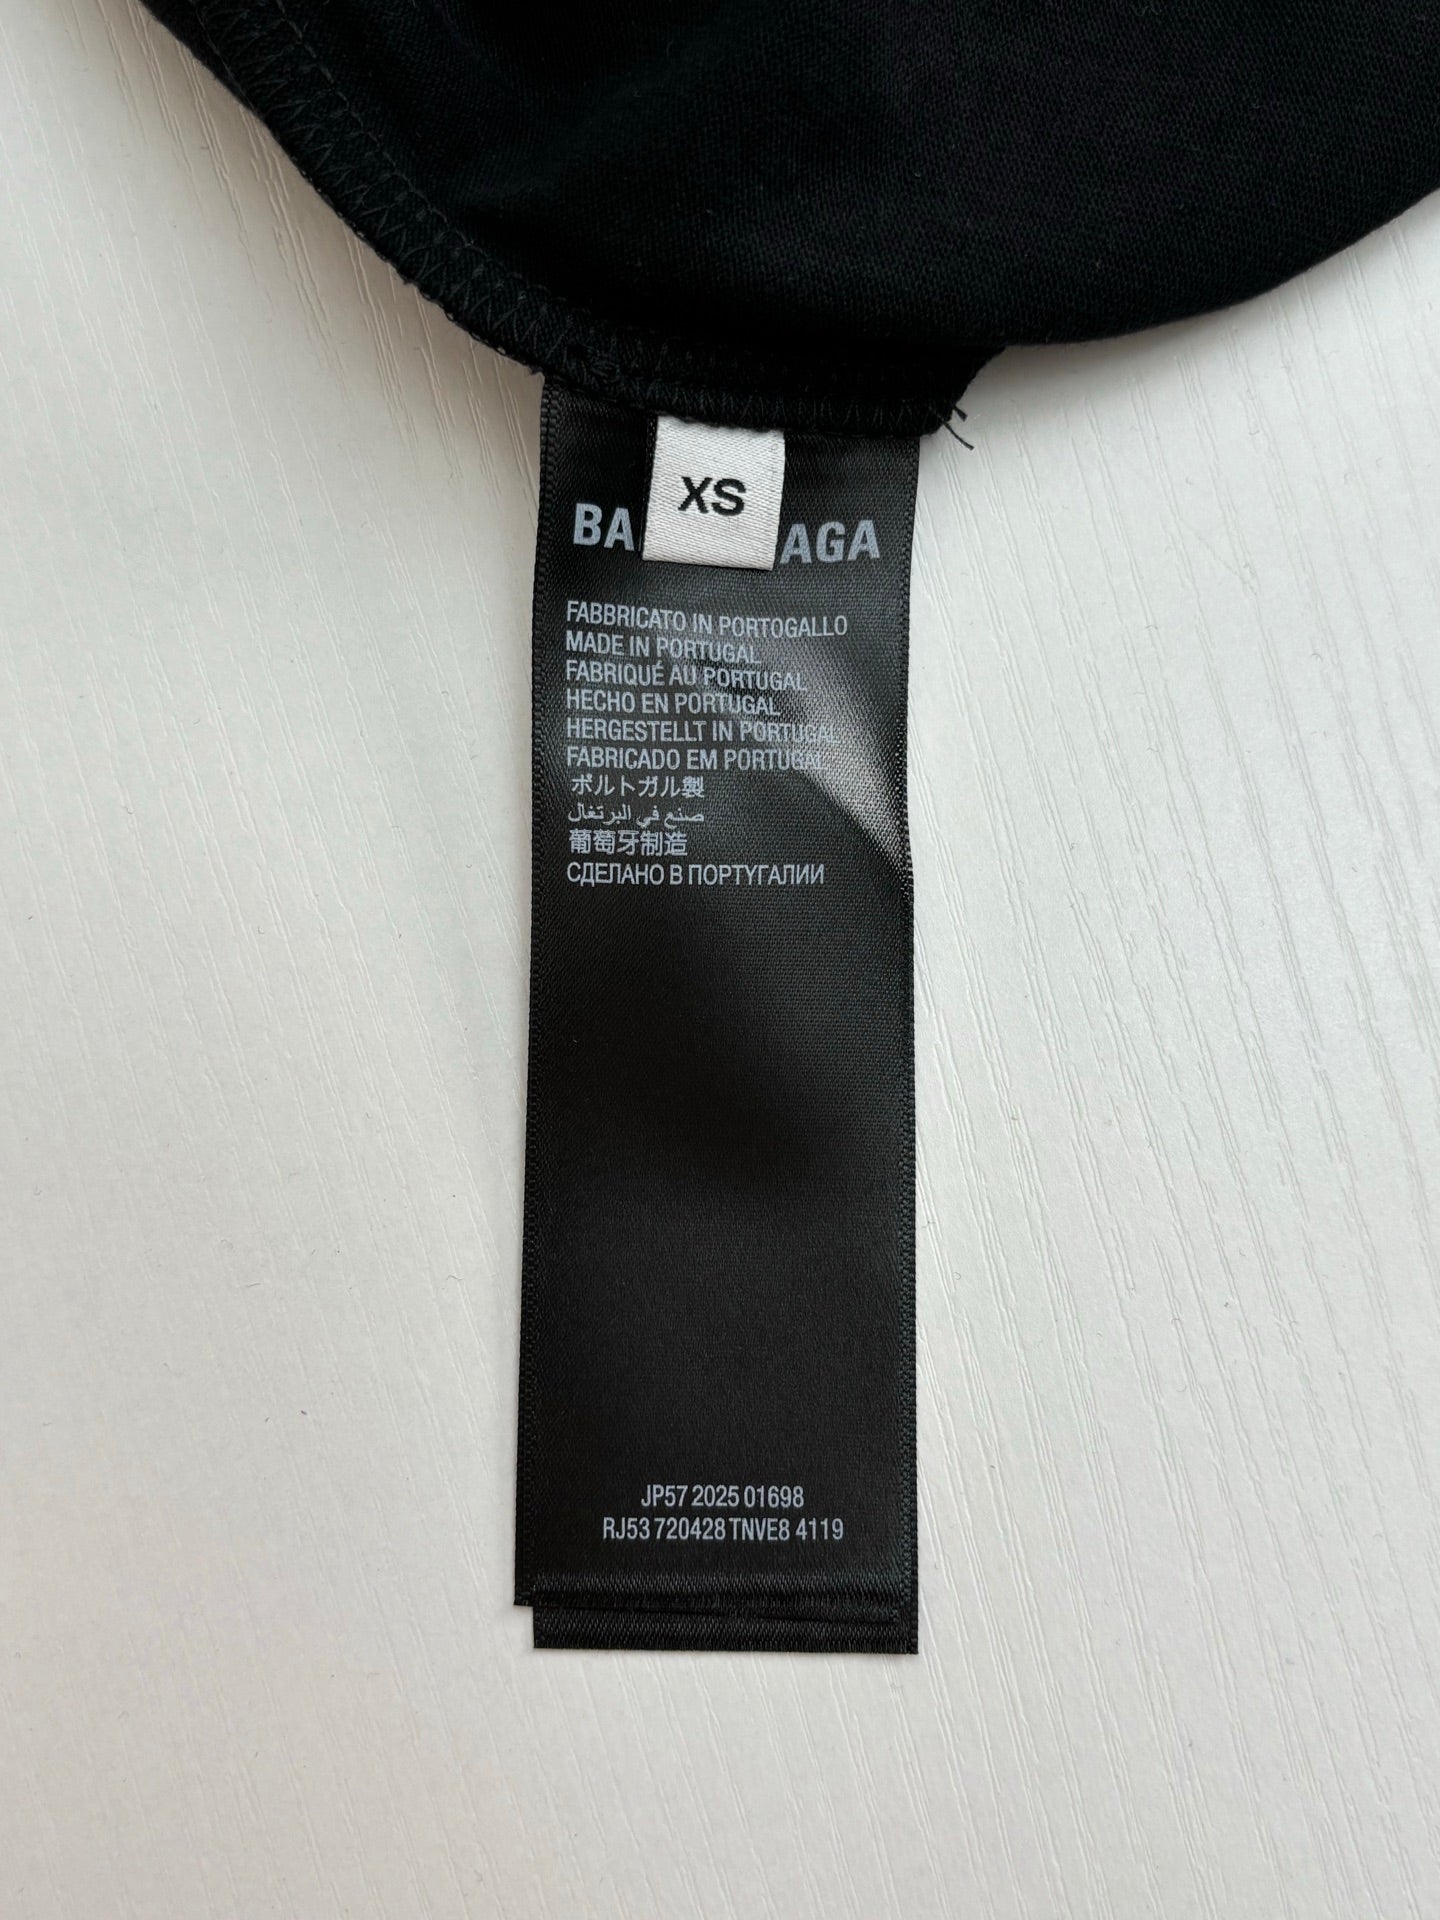 XS
BA AGA
FABBRICATO IN PORTOGALLO
MADE IN PORTUGAL
FABRIQUÉ AU PORTUGAL
HECHO EN PORTUGAL
HERGESTELLT IN PORTUGAL
FABRICADO EM PORTUGAL
ポルトガル製
صنع في البرتغال
葡萄牙制造
СДЕЛАНО В ПОРТУГАЛИИ
JP57 2025 01698
RJ53 720428 TNVE8 4119